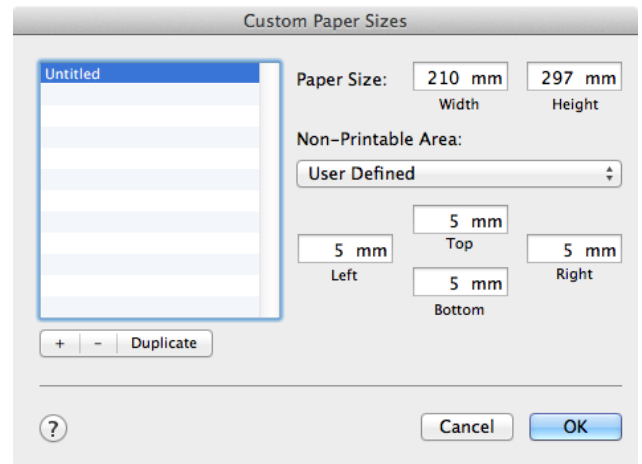 Custom Paper Sizes
Untitled
Paper Size: 210 mm 297 mm
Width Height
Non-Printable Area:
User Defined
5 mm
Top
5 mm 5 mm
Left Right
5 mm
Bottom
+ - Duplicate
? Cancel OK